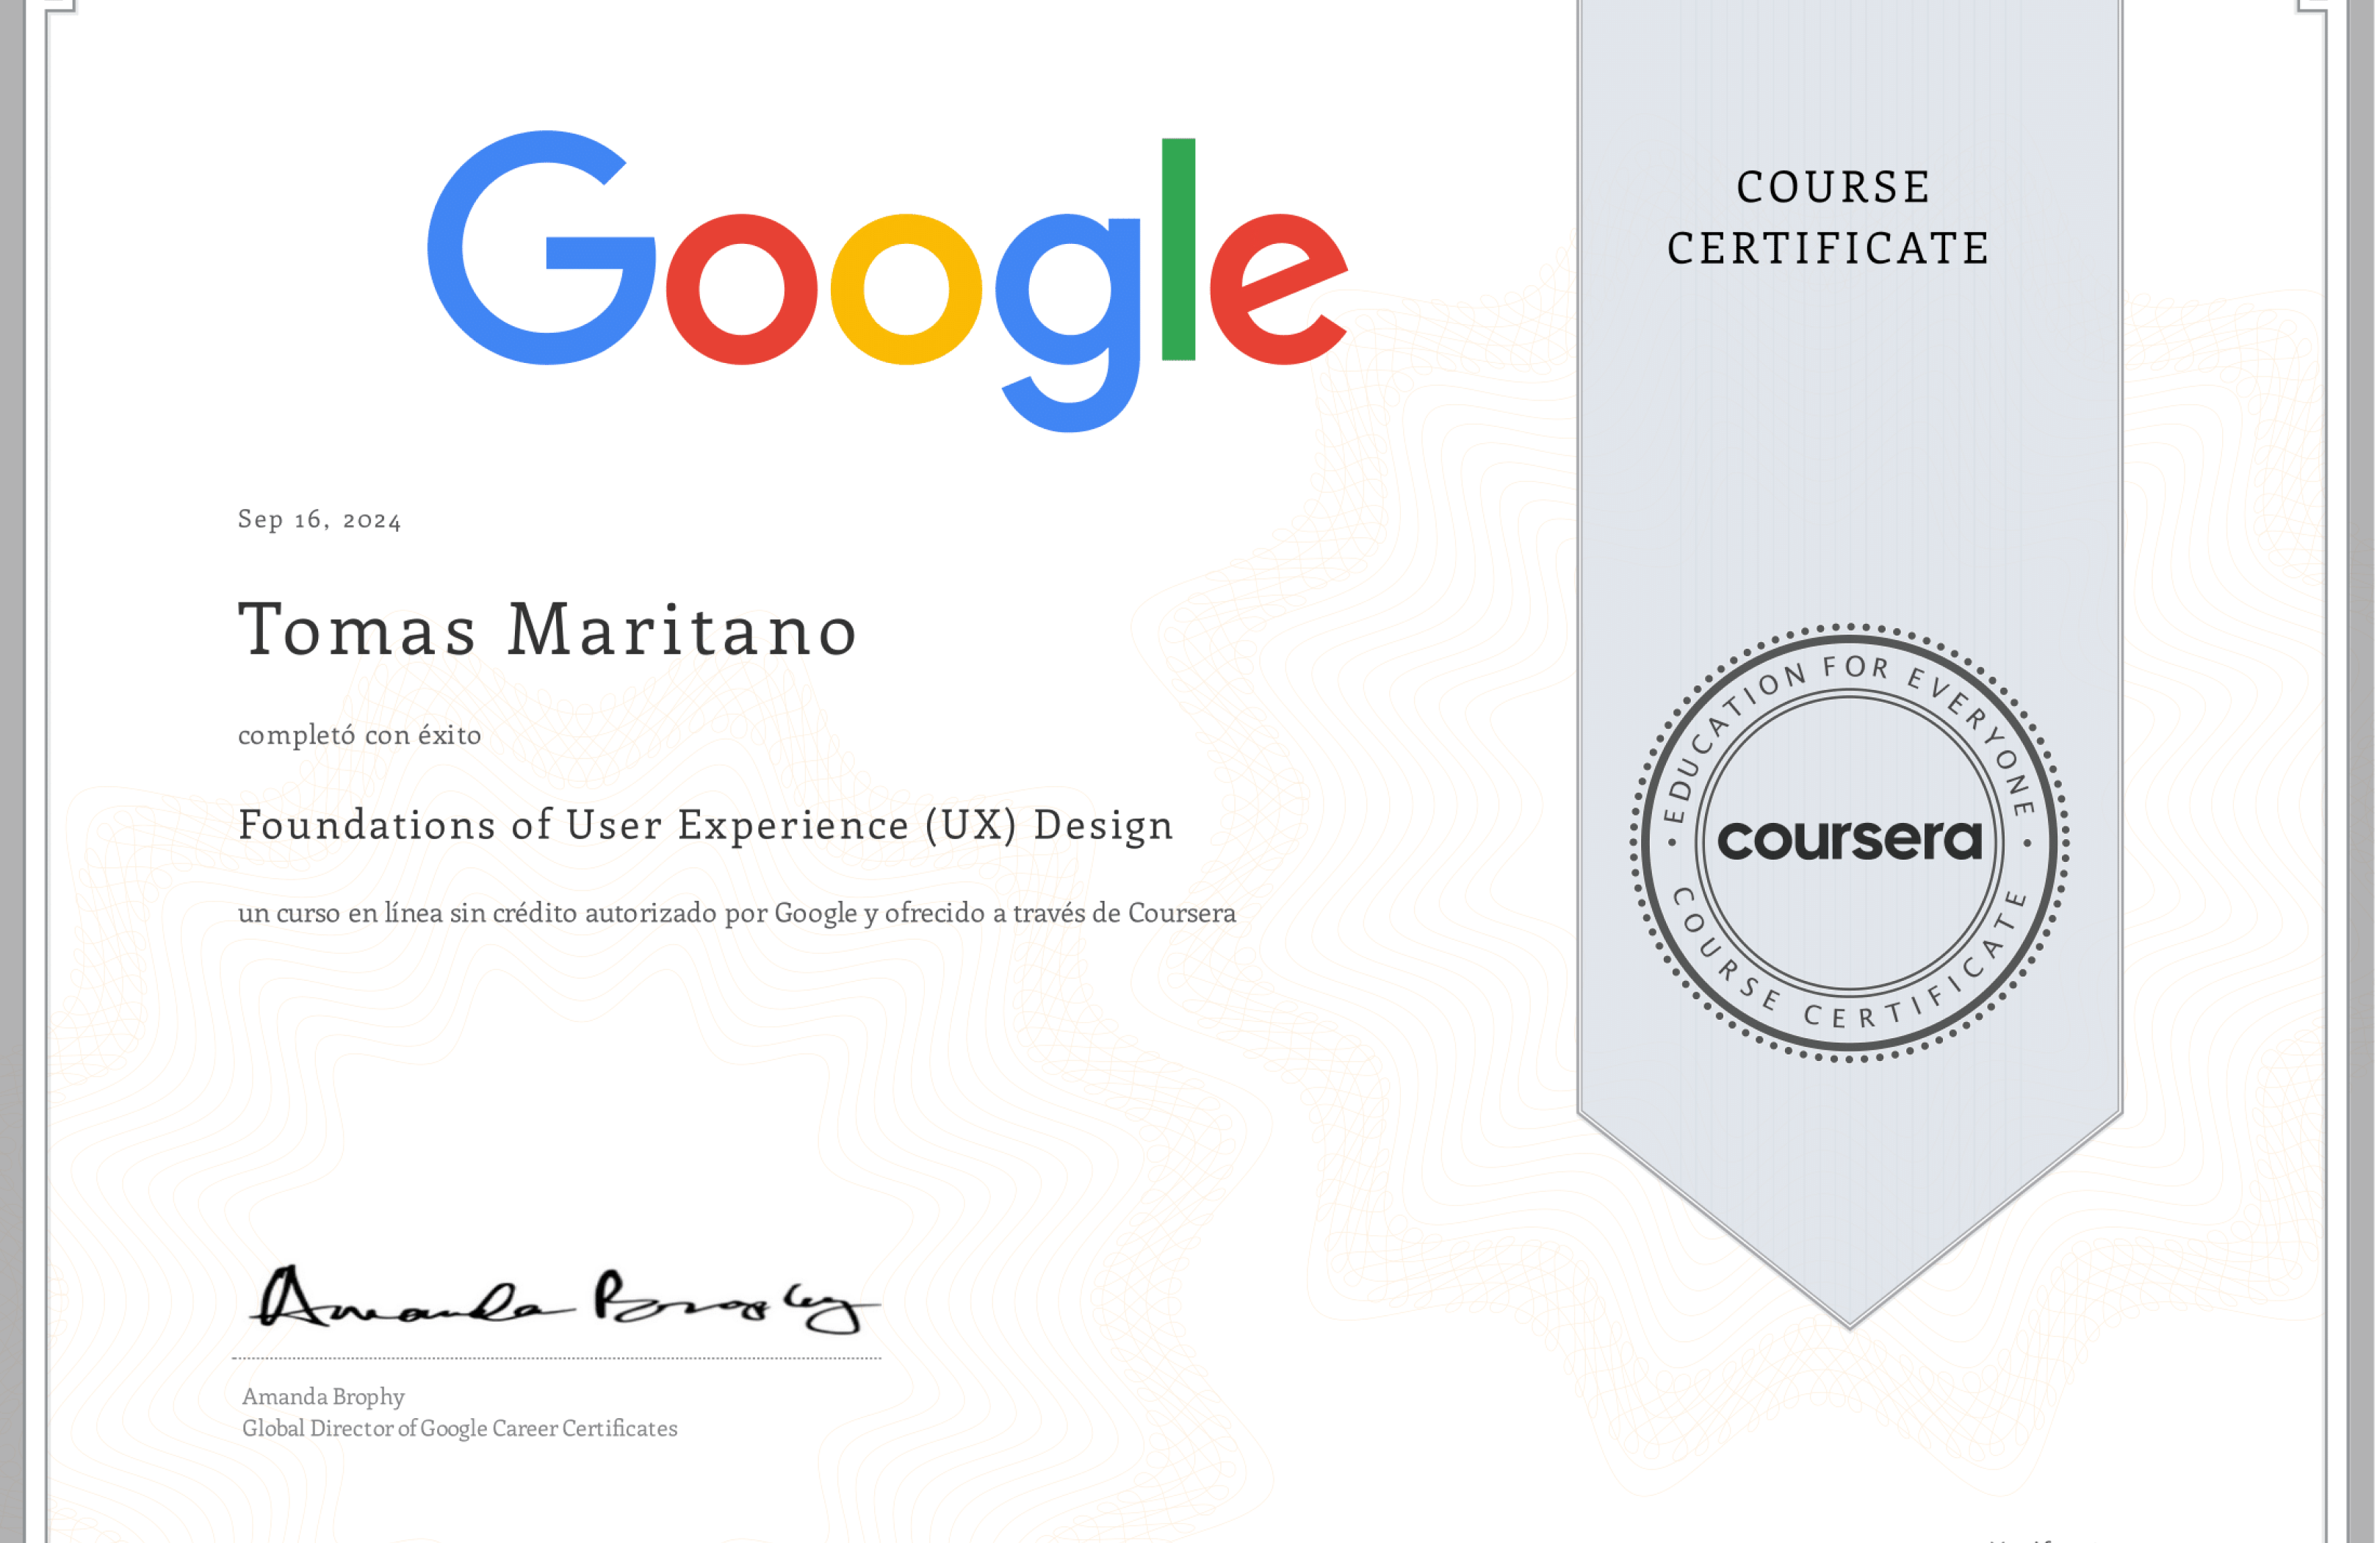 Google
COURSE
CERTIFICATE
Sep 16, 2024
Tomas Maritano
completó con éxito
Foundations of User Experience (UX) Design
un curso en línea sin crédito autorizado por Google y ofrecido a través de Coursera
EDUCATION FOR EVERYONE
coursera
COURSE CERTIFICATE
Amanda Brophy
Amanda Brophy
Global Director of Google Career Certificates